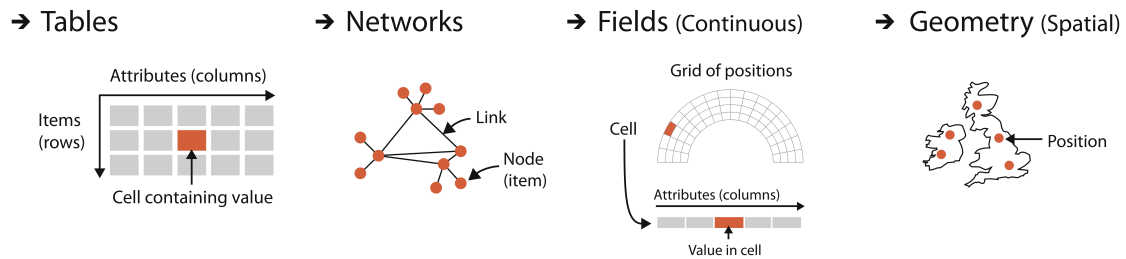 ➔ Tables
Attributes (columns)
Items
(rows)
Cell containing value
➔ Networks
Link
Node
(item)
➔ Fields (Continuous)
Grid of positions
Cell
Attributes (columns)
Value in cell
➔ Geometry (Spatial)
Position